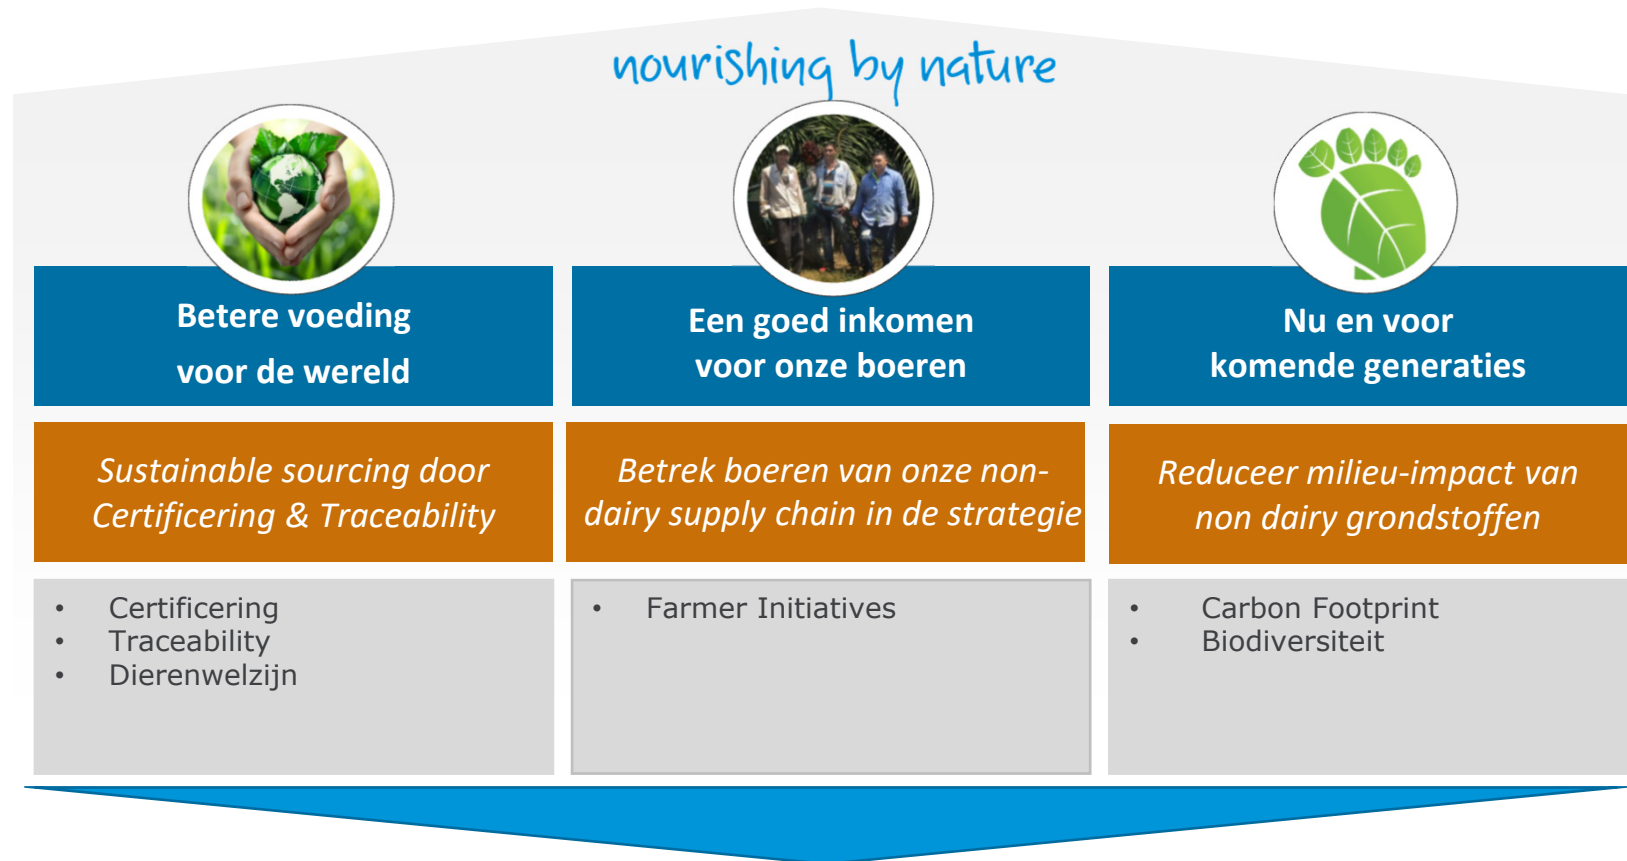 nourishing by nature
Betere voeding
voor de wereld
Sustainable sourcing door
Certificering & Traceability
• Certificering
• Traceability
• Dierenwelzijn
Een goed inkomen
voor onze boeren
Betrek boeren van onze non-
dairy supply chain in de strategie
• Farmer Initiatives
Nu en voor
komende generaties
Reduceer milieu-impact van
non dairy grondstoffen
• Carbon Footprint
• Biodiversiteit